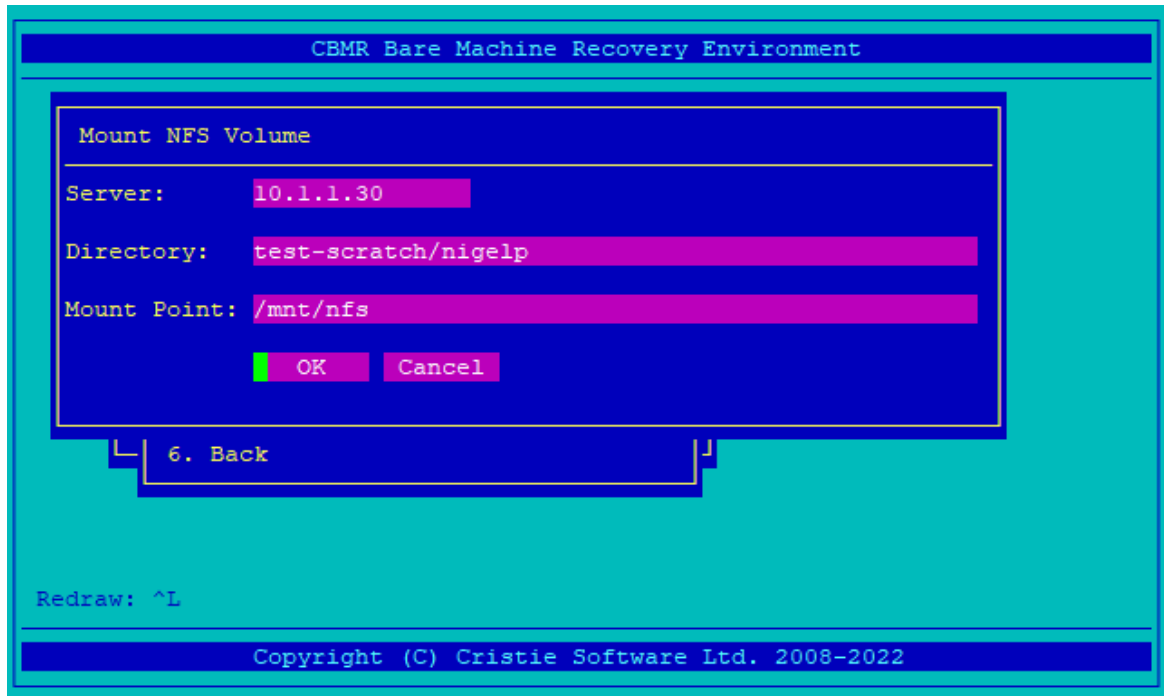 CBMR Bare Machine Recovery Environment
Mount NFS Volume
Server: 10.1.1.30
Directory: test-scratch/nigelp
Mount Point: /mnt/nfs
OK Cancel
6. Back
Redraw: ^L
Copyright (C) Cristie Software Ltd. 2008-2022